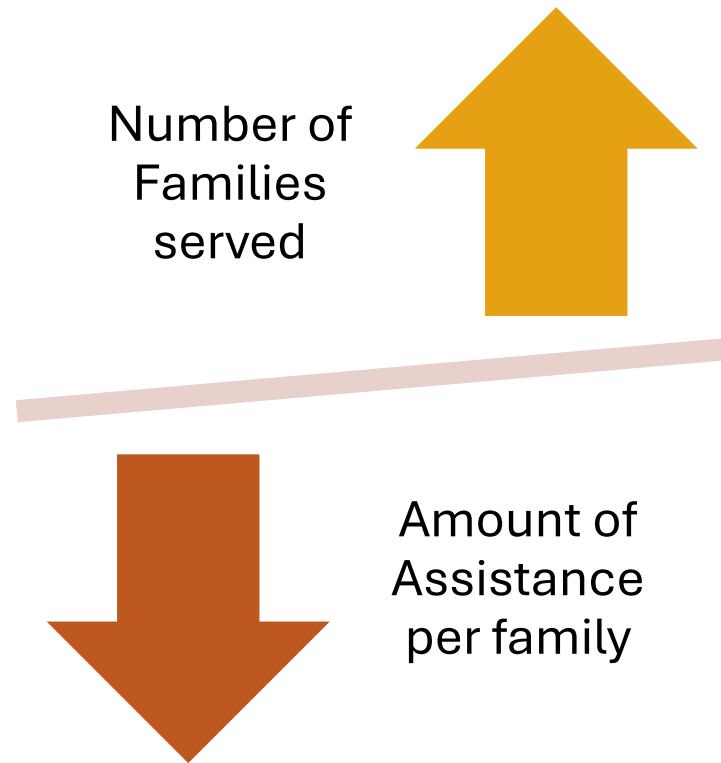 Number of
Families
served
Amount of
Assistance
per family